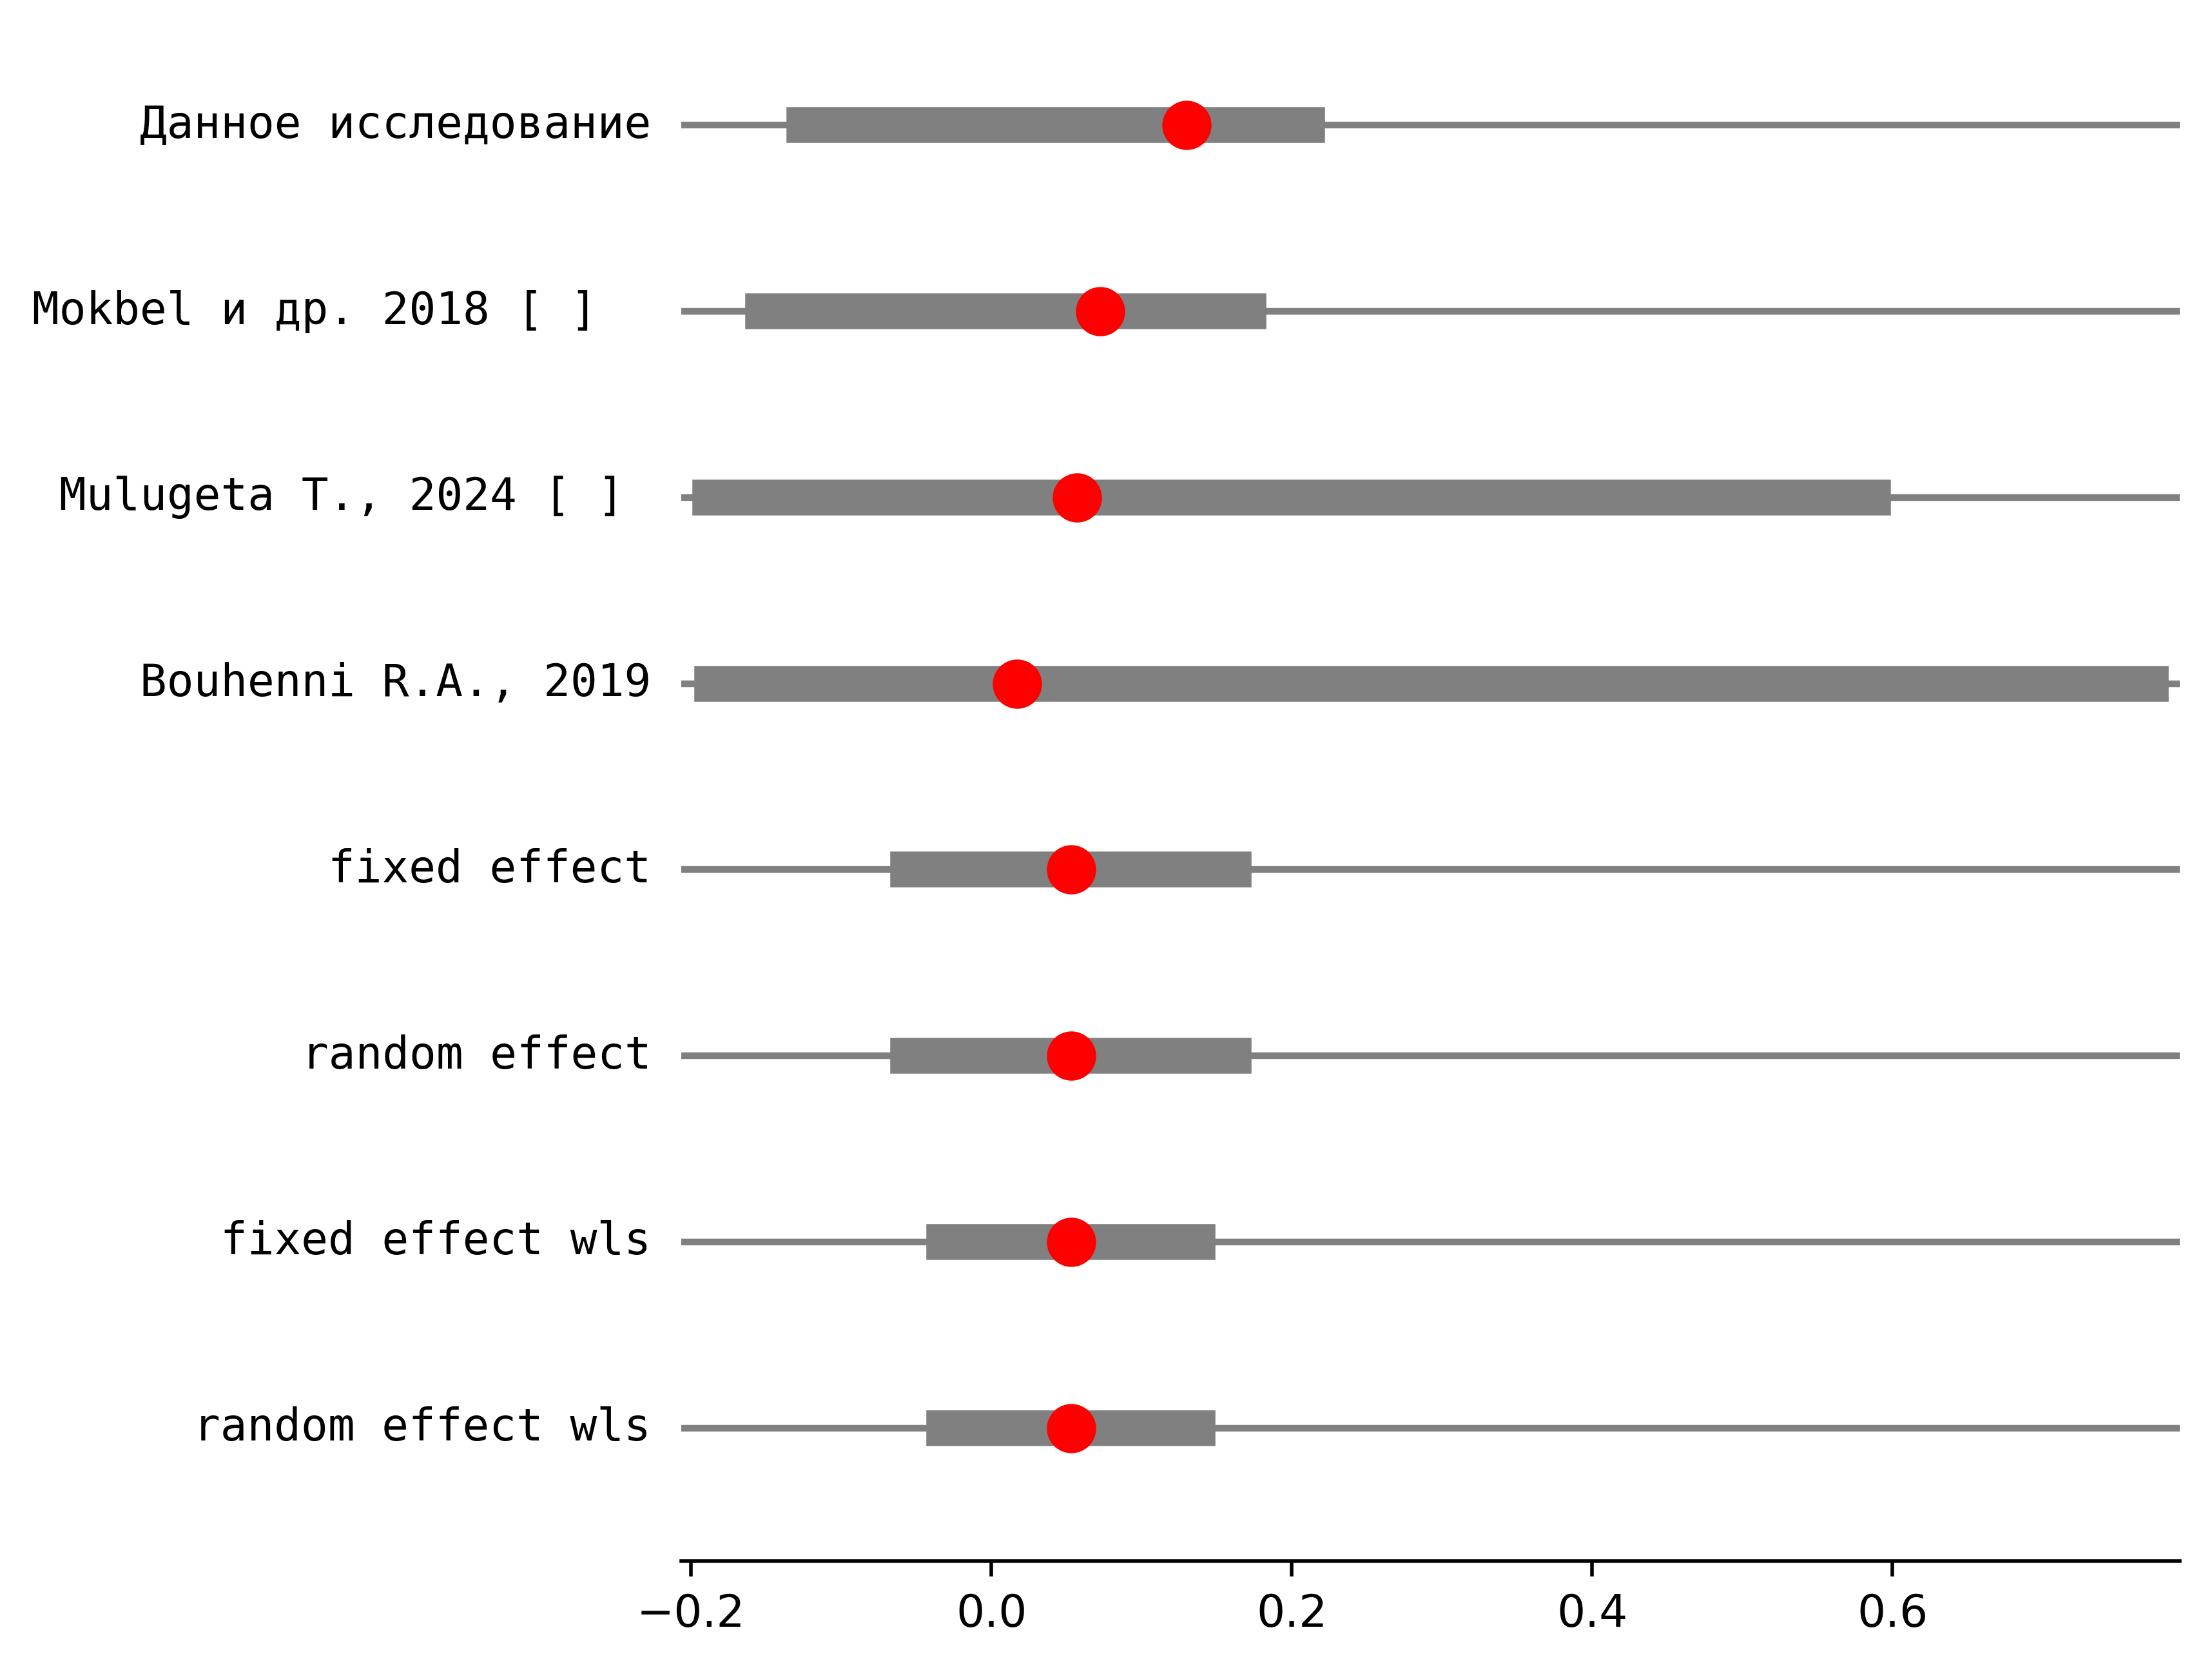 Данное исследование
Mokbel и др. 2018 [ ]
Mulugeta T., 2024 [ ]
Bouhenni R.A., 2019
fixed effect
random effect
fixed effect wls
random effect wls
−0.2 0.0 0.2 0.4 0.6